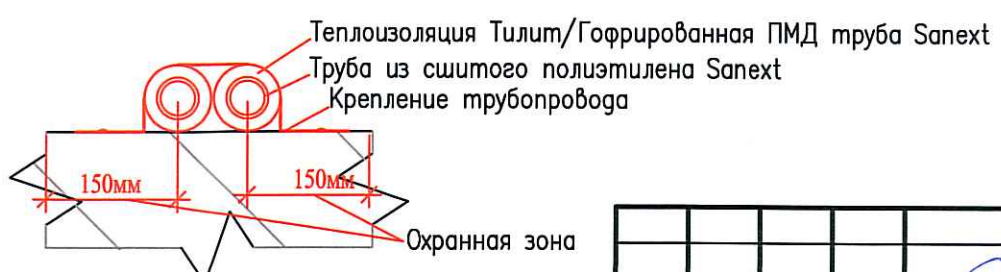 Теплоизоляция Тилит/Гофрированная ПМД труба Sanext
Труба из сшитого полиэтилена Sanext
Крепление трубопровода
150мм 150мм
Охранная зона